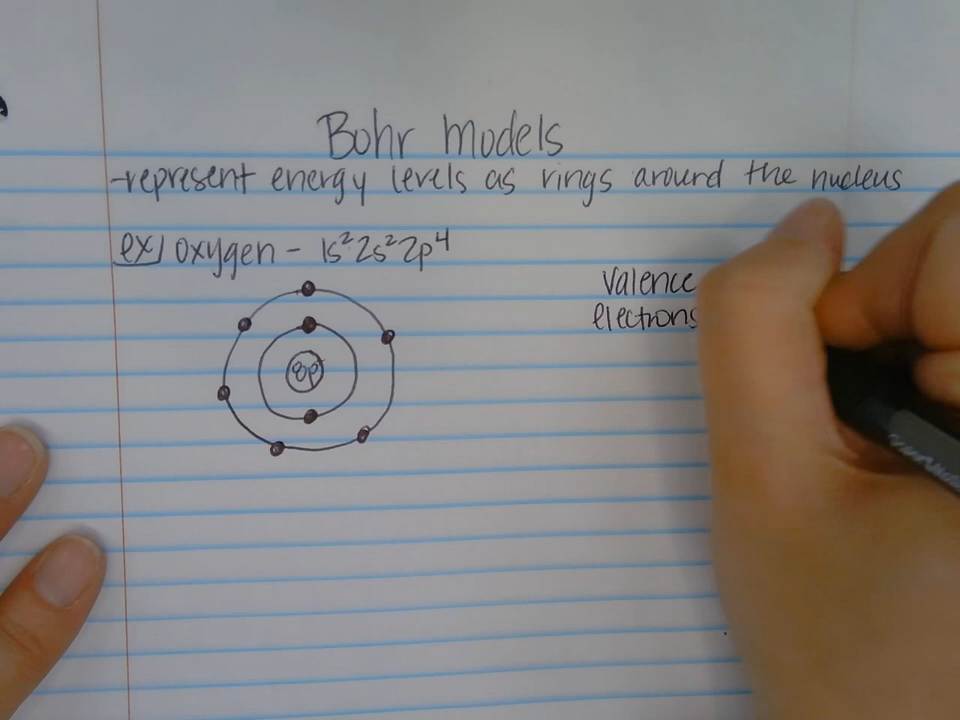 Bohr Models
-represent energy levels as rings around the nucleus
ex) oxygen - 1s²2s²2p⁴
Valence
electrons
8p